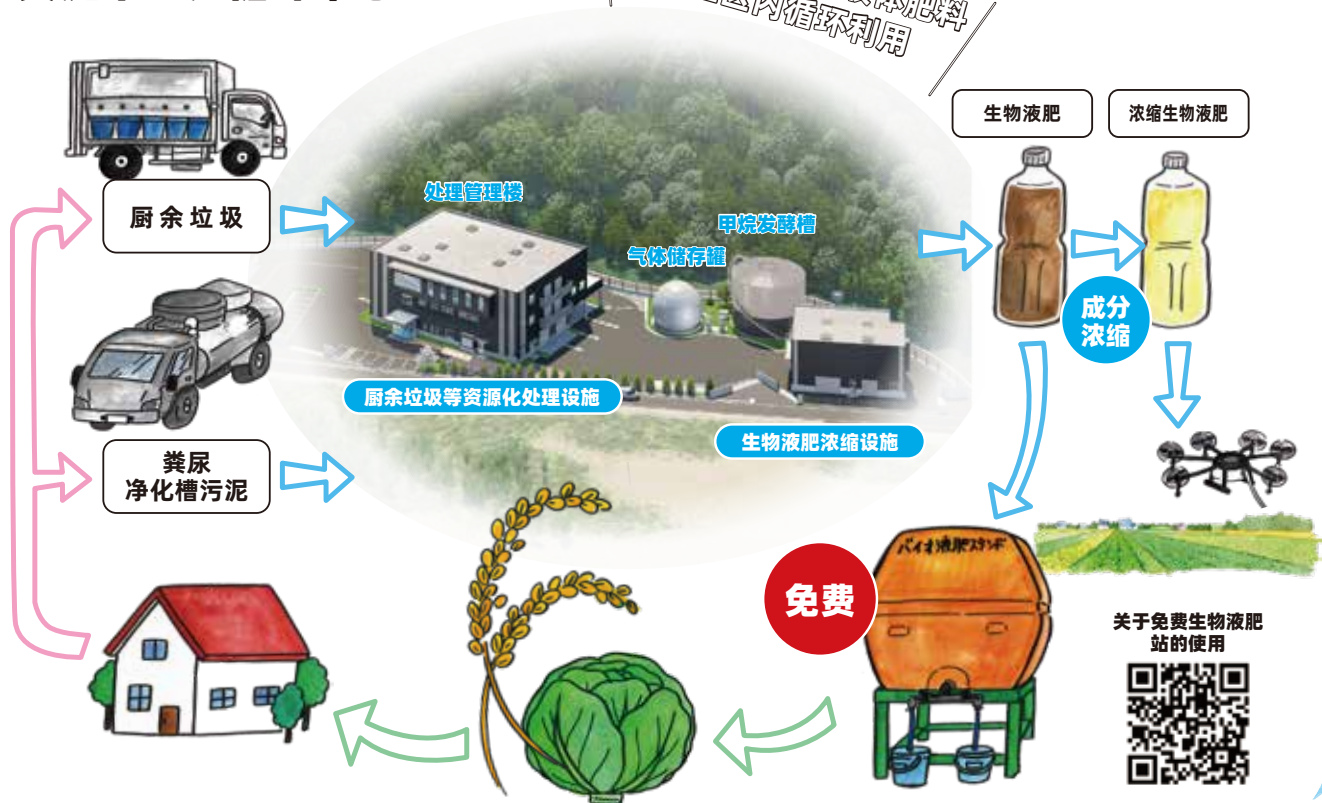 体肥料
区内循环利用
生物液肥
浓缩生物液肥
处理管理楼
厨余垃圾
甲烷发酵槽
气体储存罐
成分
浓缩
厨余垃圾等资源化处理设施
生物液肥浓缩设施
粪尿
净化槽污泥
バイオ液肥スタンド
免费
关于免费生物液肥
站的使用